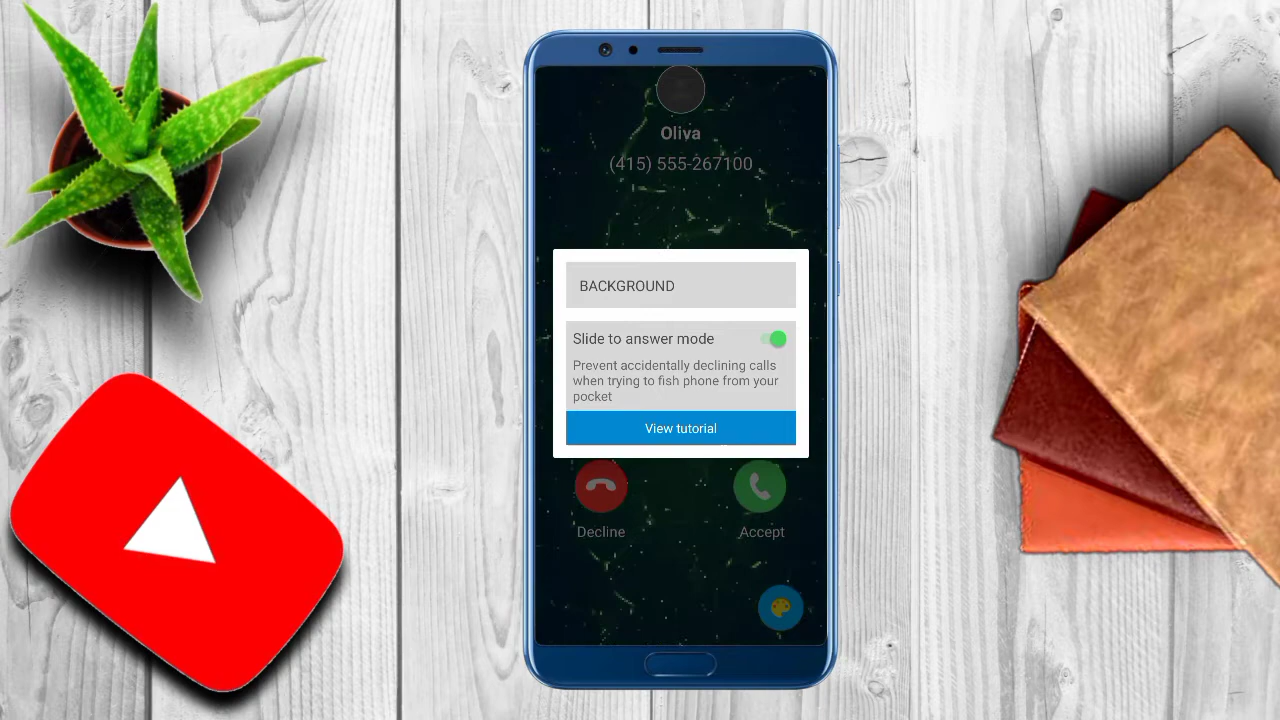 Oliva
(415) 555-267100
BACKGROUND
Slide to answer mode
Prevent accidentally declining calls
when trying to fish phone from your
pocket
View tutorial
Decline
Accept